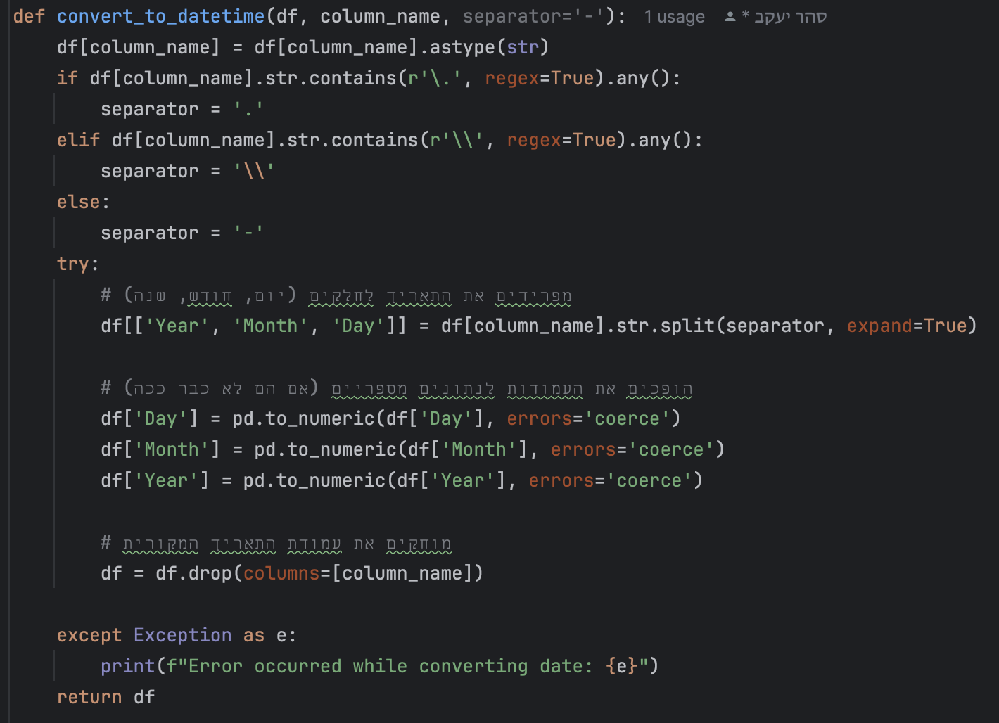 def convert_to_datetime(df, column_name, separator='-'): 1 usage סהר יעקב *
df[column_name] = df[column_name].astype(str)
if df[column_name].str.contains(r'\.', regex=True).any():
separator = '.'
elif df[column_name].str.contains(r'\\', regex=True).any():
separator = '\\'
else:
separator = '-'
try:
# מפרידים את התאריך לחלקים (יום, חודש, שנה)
df[['Year', 'Month', 'Day']] = df[column_name].str.split(separator, expand=True)
# הופכים את העמודות לנתונים מספריים (אם הם לא כבר ככה)
df['Day'] = pd.to_numeric(df['Day'], errors='coerce')
df['Month'] = pd.to_numeric(df['Month'], errors='coerce')
df['Year'] = pd.to_numeric(df['Year'], errors='coerce')
# מוחקים את עמודת התאריך המקורית
df = df.drop(columns=[column_name])
except Exception as e:
print(f"Error occurred while converting date: {e}")
return df